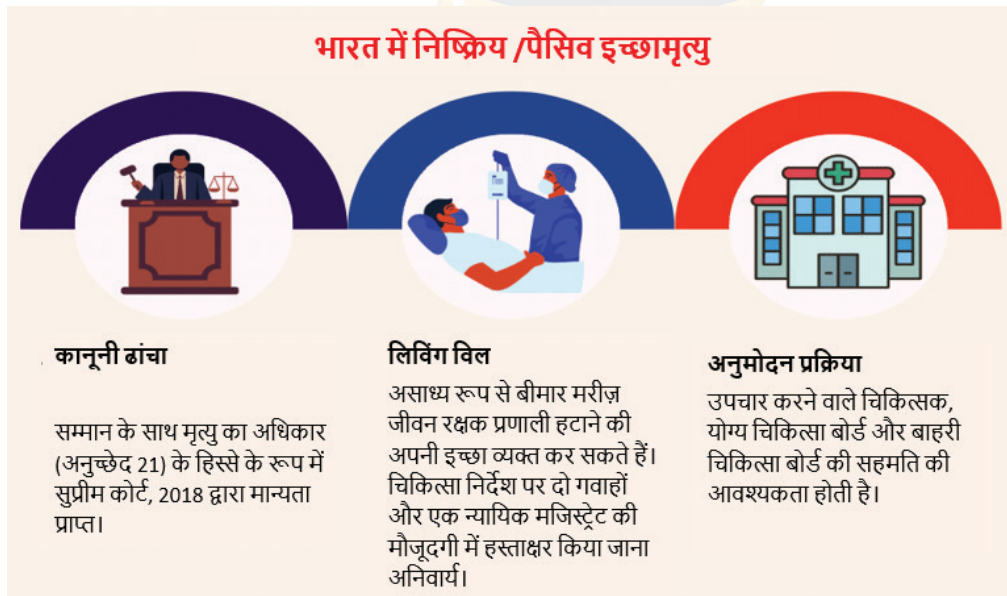 भारत में निष्क्रिय /पैसिव इच्छामृत्यु
कानूनी ढांचा
सम्मान के साथ मृत्यु का अधिकार
(अनुच्छेद 21) के हिस्से के रूप में
सुप्रीम कोर्ट, 2018 द्वारा मान्यता
प्राप्त।
लिविंग विल
असाध्य रूप से बीमार मरीज़
जीवन रक्षक प्रणाली हटाने की
अपनी इच्छा व्यक्त कर सकते हैं।
चिकित्सा निर्देश पर दो गवाहों
और एक न्यायिक मजिस्ट्रेट की
मौजूदगी में हस्ताक्षर किया जाना
अनिवार्य।
अनुमोदन प्रक्रिया
उपचार करने वाले चिकित्सक,
योग्य चिकित्सा बोर्ड और बाहरी
चिकित्सा बोर्ड की सहमति की
आवश्यकता होती है।